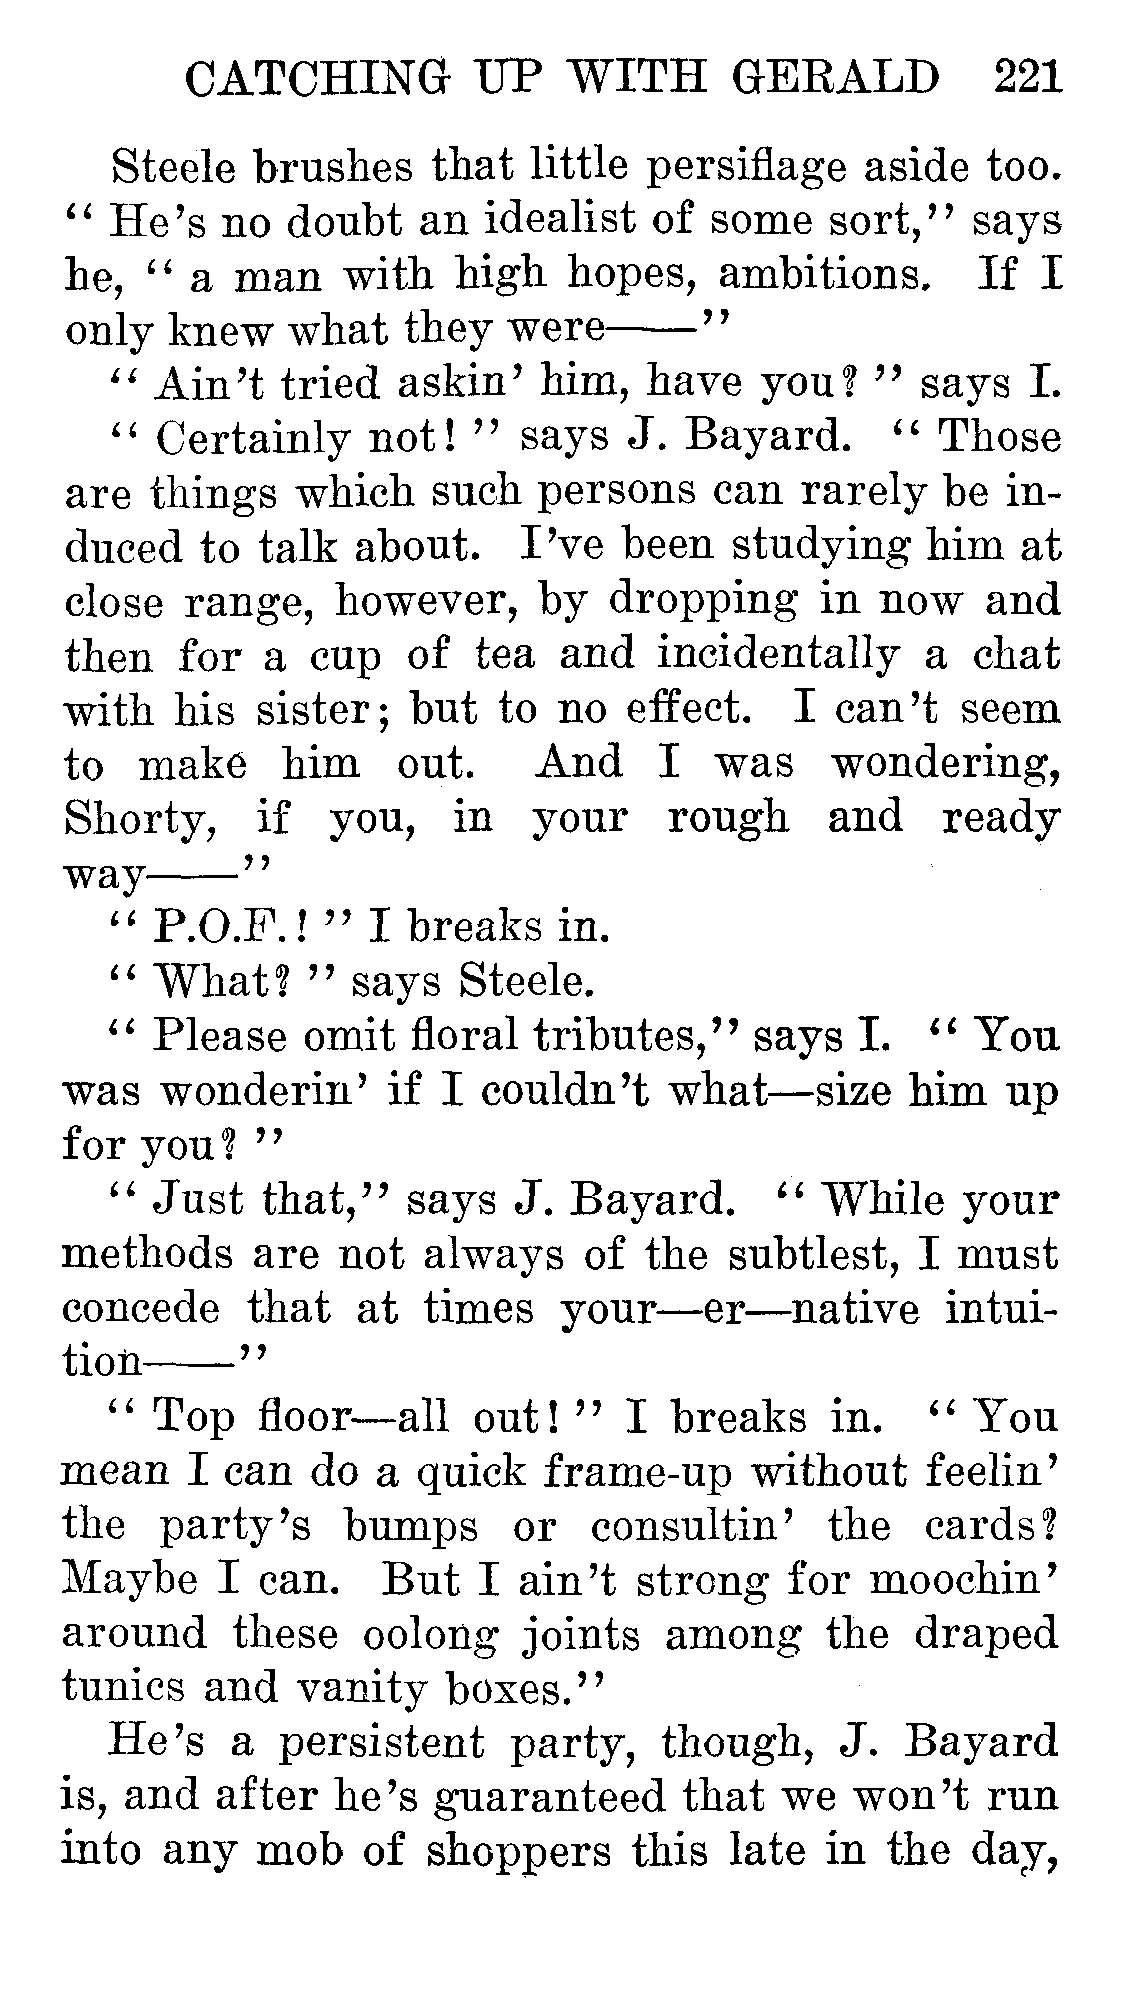 CATCHING UP WITH GERALD 221
Steele brushes that little persiflage aside too.
“ He’s no doubt an idealist of some sort,” says
he, “ a man with high hopes, ambitions. If I
only knew what they were——”
“ Ain’t tried askin’ him, have you? ” says I.
“ Certainly not! ” says J. Bayard. “ Those
are things which such persons can rarely be in-
duced to talk about. I’ve been studying him at
close range, however, by dropping in now and
then for a cup of tea and incidentally a chat
with his sister; but to no effect. I can’t seem
to make him out. And I was wondering,
Shorty, if you, in your rough and ready
way——”
“ P.O.F.! ” I breaks in.
“ What? ” says Steele.
“ Please omit floral tributes,” says I. “ You
was wonderin’ if I couldn’t what—size him up
for you? ”
“ Just that,” says J. Bayard. “ While your
methods are not always of the subtlest, I must
concede that at times your—er—native intui-
tion——”
“ Top floor—all out! ” I breaks in. “ You
mean I can do a quick frame-up without feelin’
the party’s bumps or consultin’ the cards?
Maybe I can. But I ain’t strong for moochin’
around these oolong joints among the draped
tunics and vanity boxes.”
He’s a persistent party, though, J. Bayard
is, and after he’s guaranteed that we won’t run
into any mob of shoppers this late in the day,